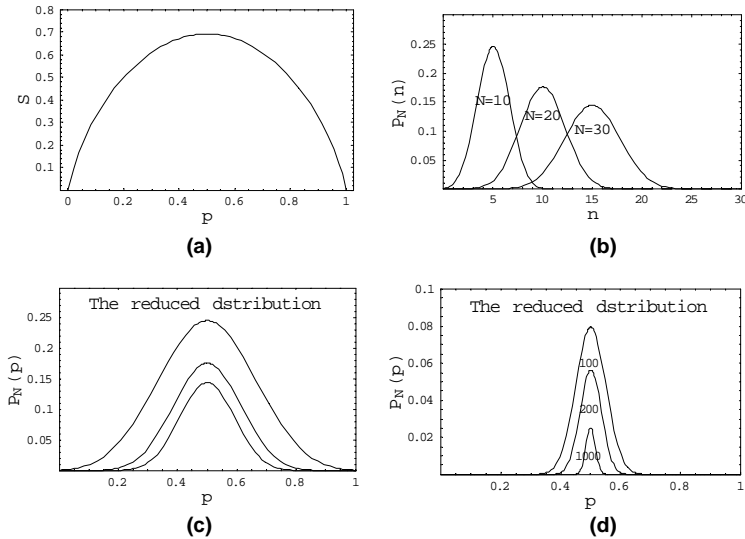 0.8
0.7
0.6
0.5
0.4
0.3
0.2
0.1
S
0 0.2 0.4 0.6 0.8 1
p
(a)
0.25
0.2
0.15
0.1
0.05
PN(n)
N=10
N=20
N=30
5 10 15 20 25 30
n
(b)
The reduced dstribution
0.25
0.2
0.15
0.1
0.05
PN(p)
0.2 0.4 0.6 0.8 1
p
(c)
The reduced dstribution
0.1
0.08
0.06
0.04
0.02
PN(p)
100
200
1000
0.2 0.4 0.6 0.8 1
p
(d)